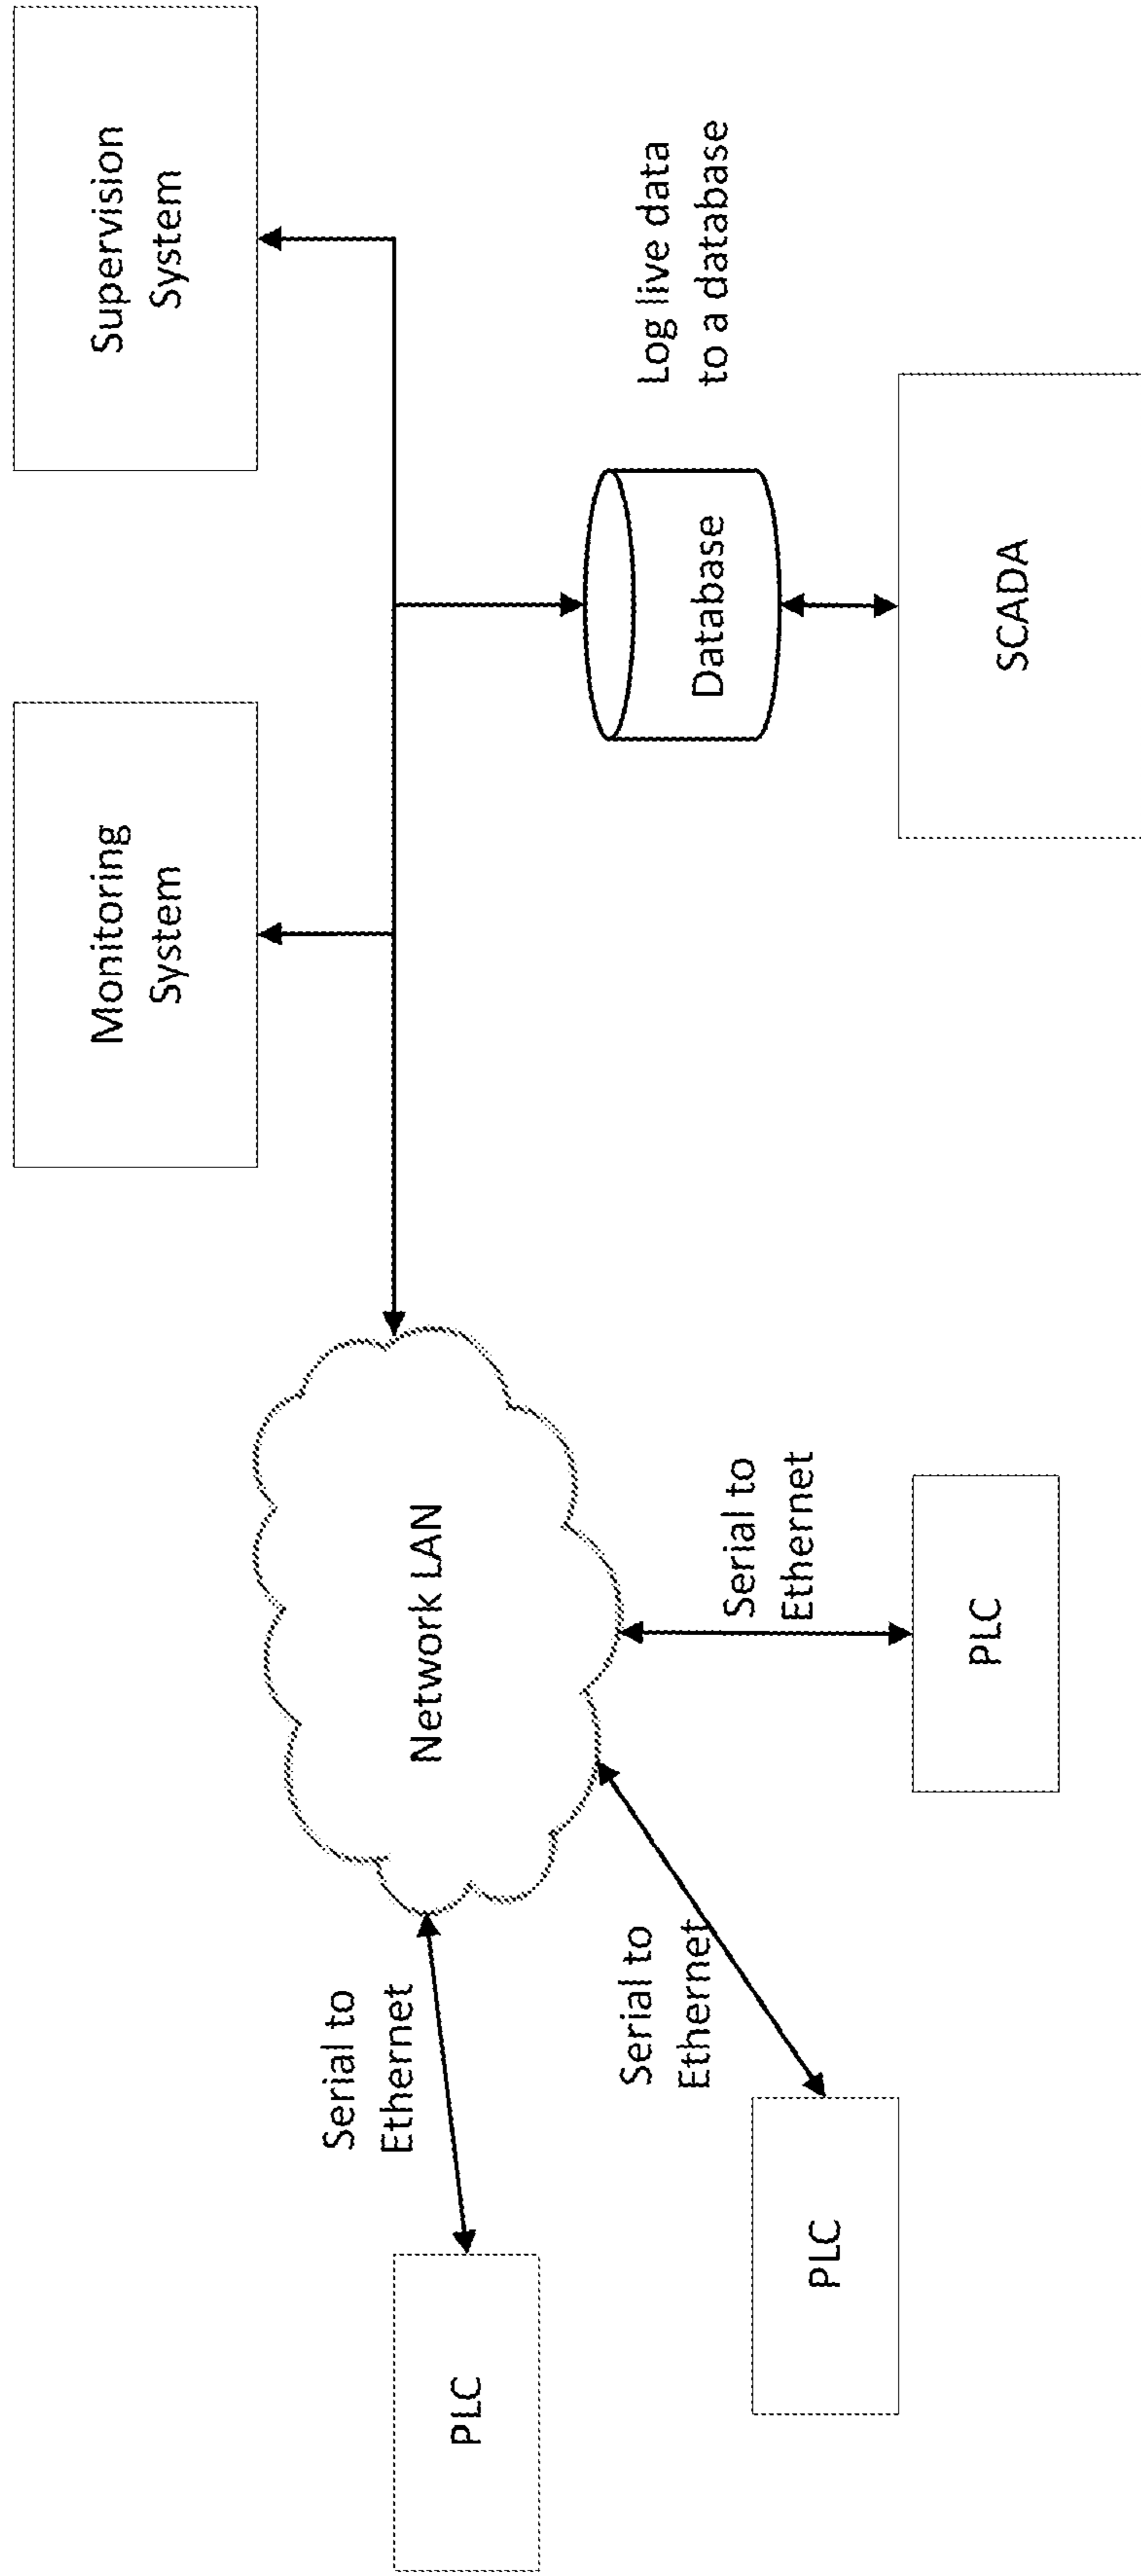 Monitoring
System
Supervision
System
Network LAN
Serial to
Ethernet
PLC
Serial to
Ethernet
PLC
Serial to
Ethernet
PLC
Database
Log live data
to a database
SCADA